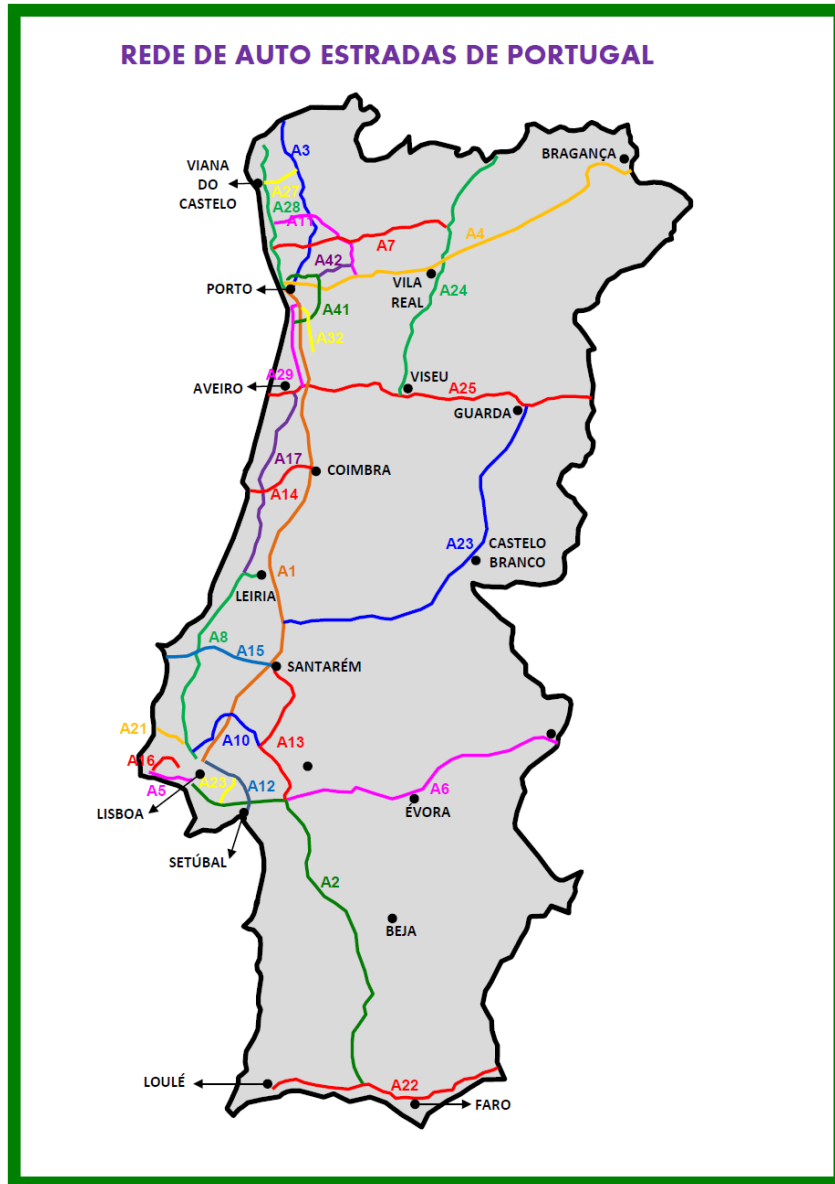 REDE DE AUTO ESTRADAS DE PORTUGAL
A3
BRAGANÇA
VIANA
DO
CASTELO
A27
A28
A11
A7
A4
A42
VILA
REAL
PORTO
A24
A41
A32
A29
VISEU
AVEIRO
A25
GUARDA
A17
COIMBRA
A14
A23
CASTELO
BRANCO
A1
LEIRIA
A8
A15
SANTARÉM
A21
A10
A13
A16
A5
A23
A12
A6
LISBOA
ÉVORA
SETÚBAL
A2
BEJA
LOULÉ
A22
FARO